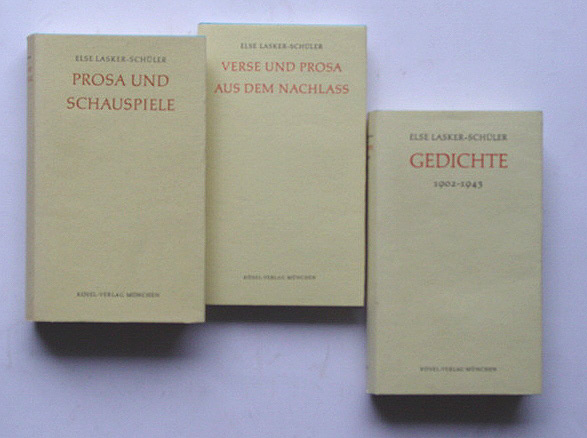 ELSE LASKER-SCHÜLER
PROSA UND
SCHAUSPIELE
KÖSEL-VERLAG MÜNCHEN
ELSE LASKER-SCHÜLER
VERSE UND PROSA
AUS DEM NACHLASS
KÖSEL-VERLAG MÜNCHEN
ELSE LASKER-SCHÜLER
GEDICHTE
1902-1943
KÖSEL-VERLAG MÜNCHEN